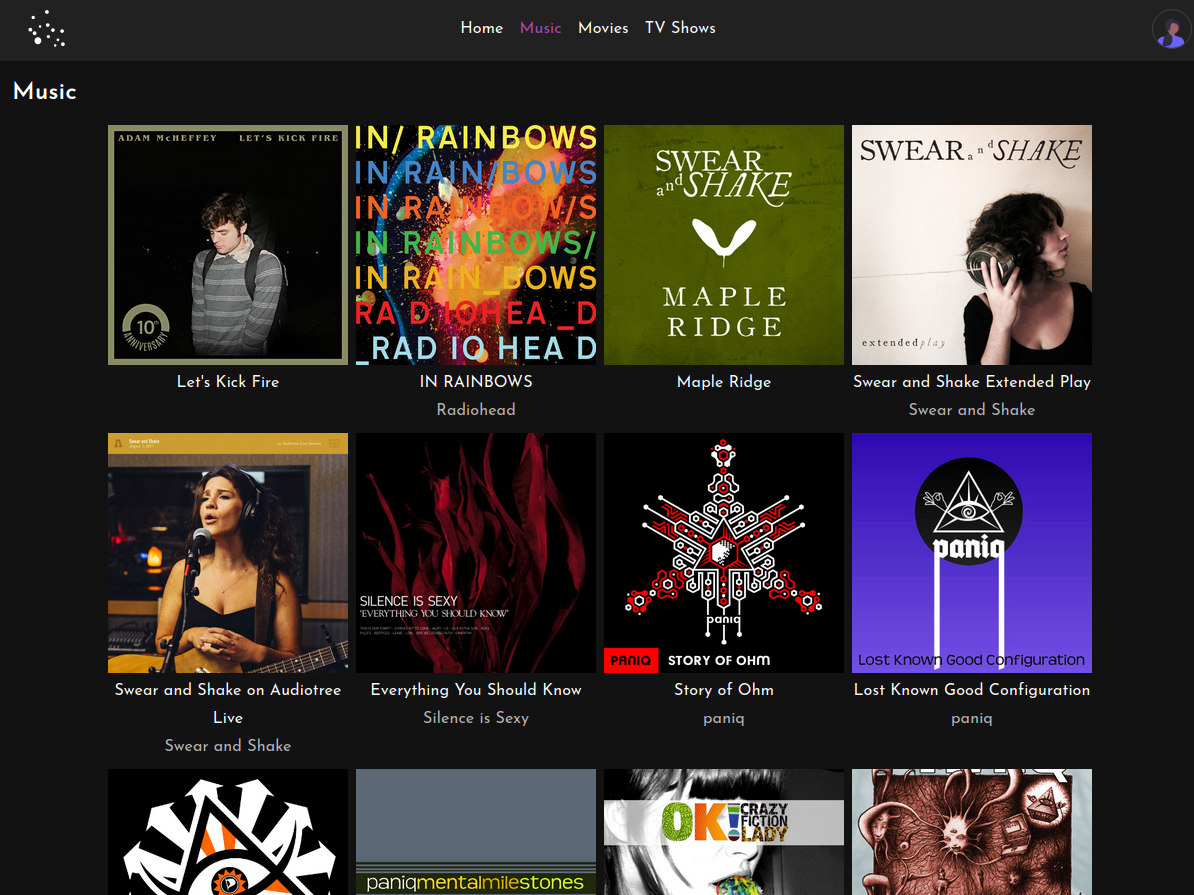 Home Music Movies TV Shows
Music
ADAM McHEFFEY LET'S KICK FIRE
10th
ANNIVERSARY
IN/ RAINBOWS
IN RAIN/BOWS
IN RAINBOW/S
IN RAINBOWS/
IN RAIN_BOWS
RA D IOHEA _D
_RAD IO HEA D
SWEAR
and SHAKE
MAPLE
RIDGE
SWEAR and SHAKE
extended play
Let's Kick Fire
IN RAINBOWS
Radiohead
Maple Ridge
Swear and Shake Extended Play
Swear and Shake
Swear and Shake
SILENCE IS SEXY
"EVERYTHING YOU SHOULD KNOW"
paniq
PANIQ STORY OF OHM
paniq
Lost Known Good Configuration
Swear and Shake on Audiotree
Live
Swear and Shake
Everything You Should Know
Silence is Sexy
Story of Ohm
paniq
Lost Known Good Configuration
paniq
paniqmentalmilestones
OK! CRAZY
FICTION
LADY